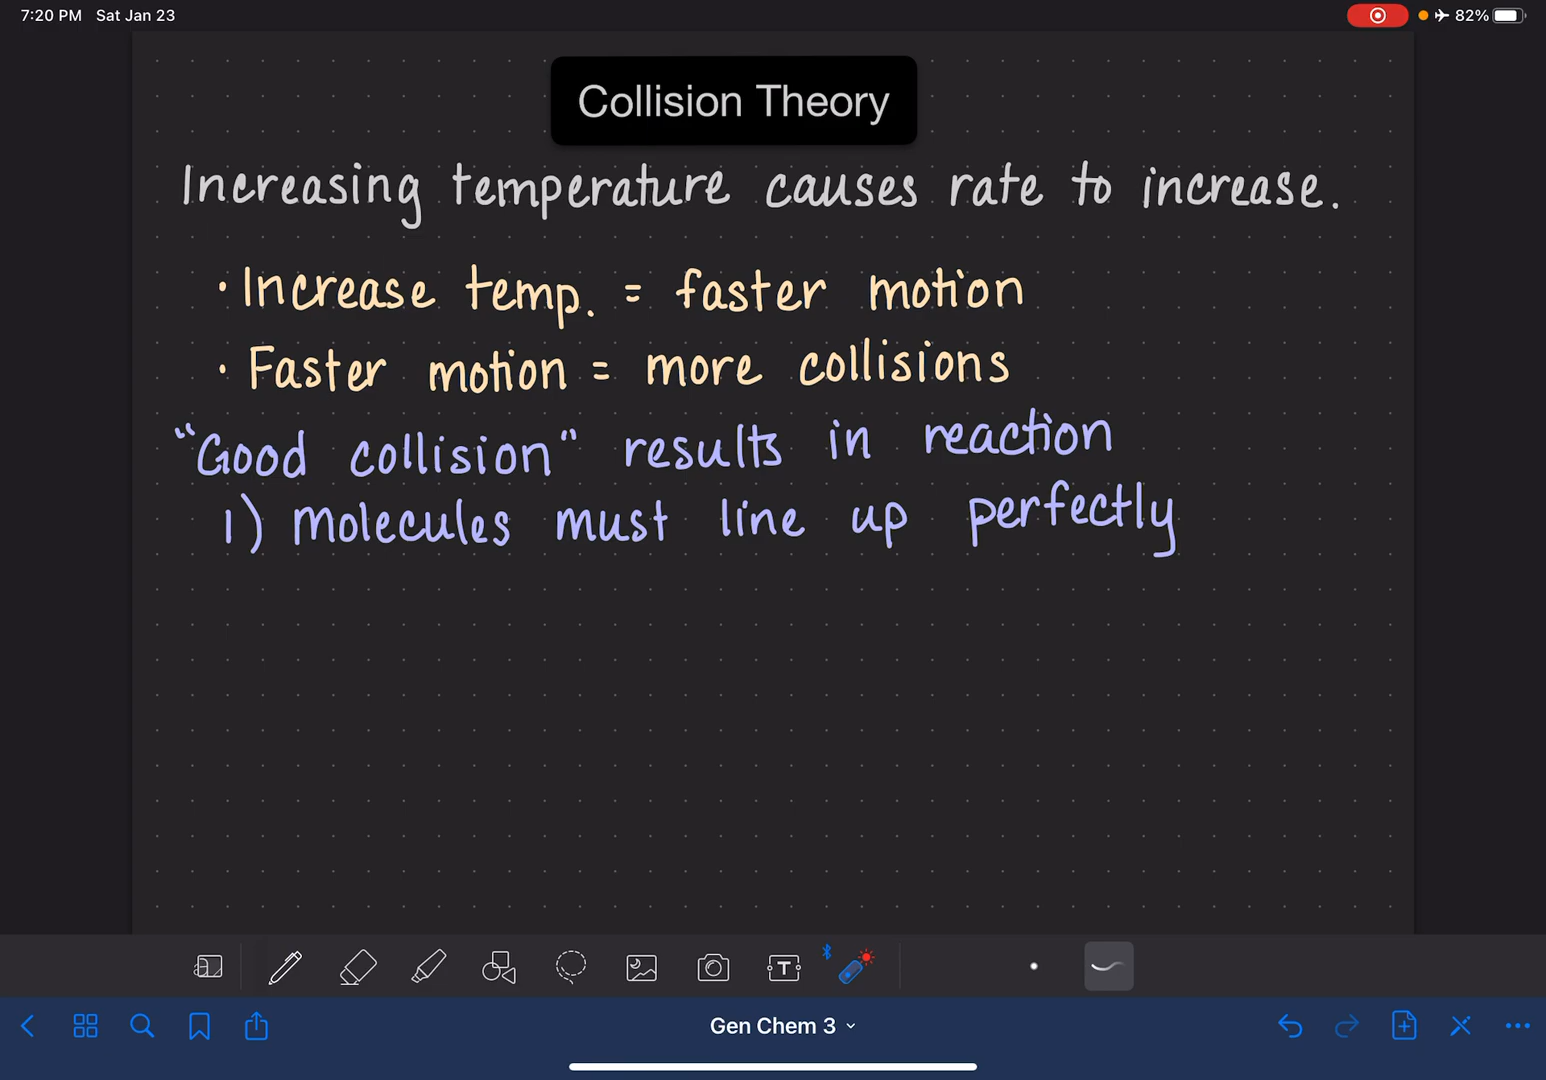 7:20 PM Sat Jan 23
82%
Collision Theory
Increasing temperature causes rate to increase.
• Increase temp. = faster motion
• Faster motion = more collisions
"Good collision" results in reaction
1) Molecules must line up perfectly
T
Gen Chem 3